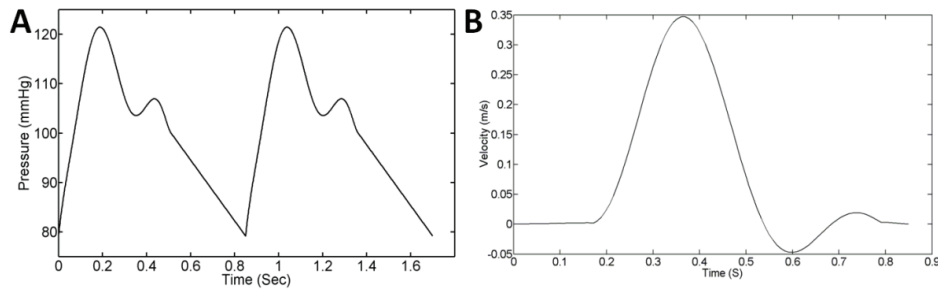 A
120
100
80
Pressure (mmHg)
0 0.2 0.4 0.6 0.8 1 1.2 1.4 1.6
Time (Sec)
B
0.35
0.3
0.25
0.2
0.15
0.1
0.05
0
-0.05
Velocity (m/s)
0 0.1 0.2 0.3 0.4 0.5 0.6 0.7 0.8 0.9
Time (S)